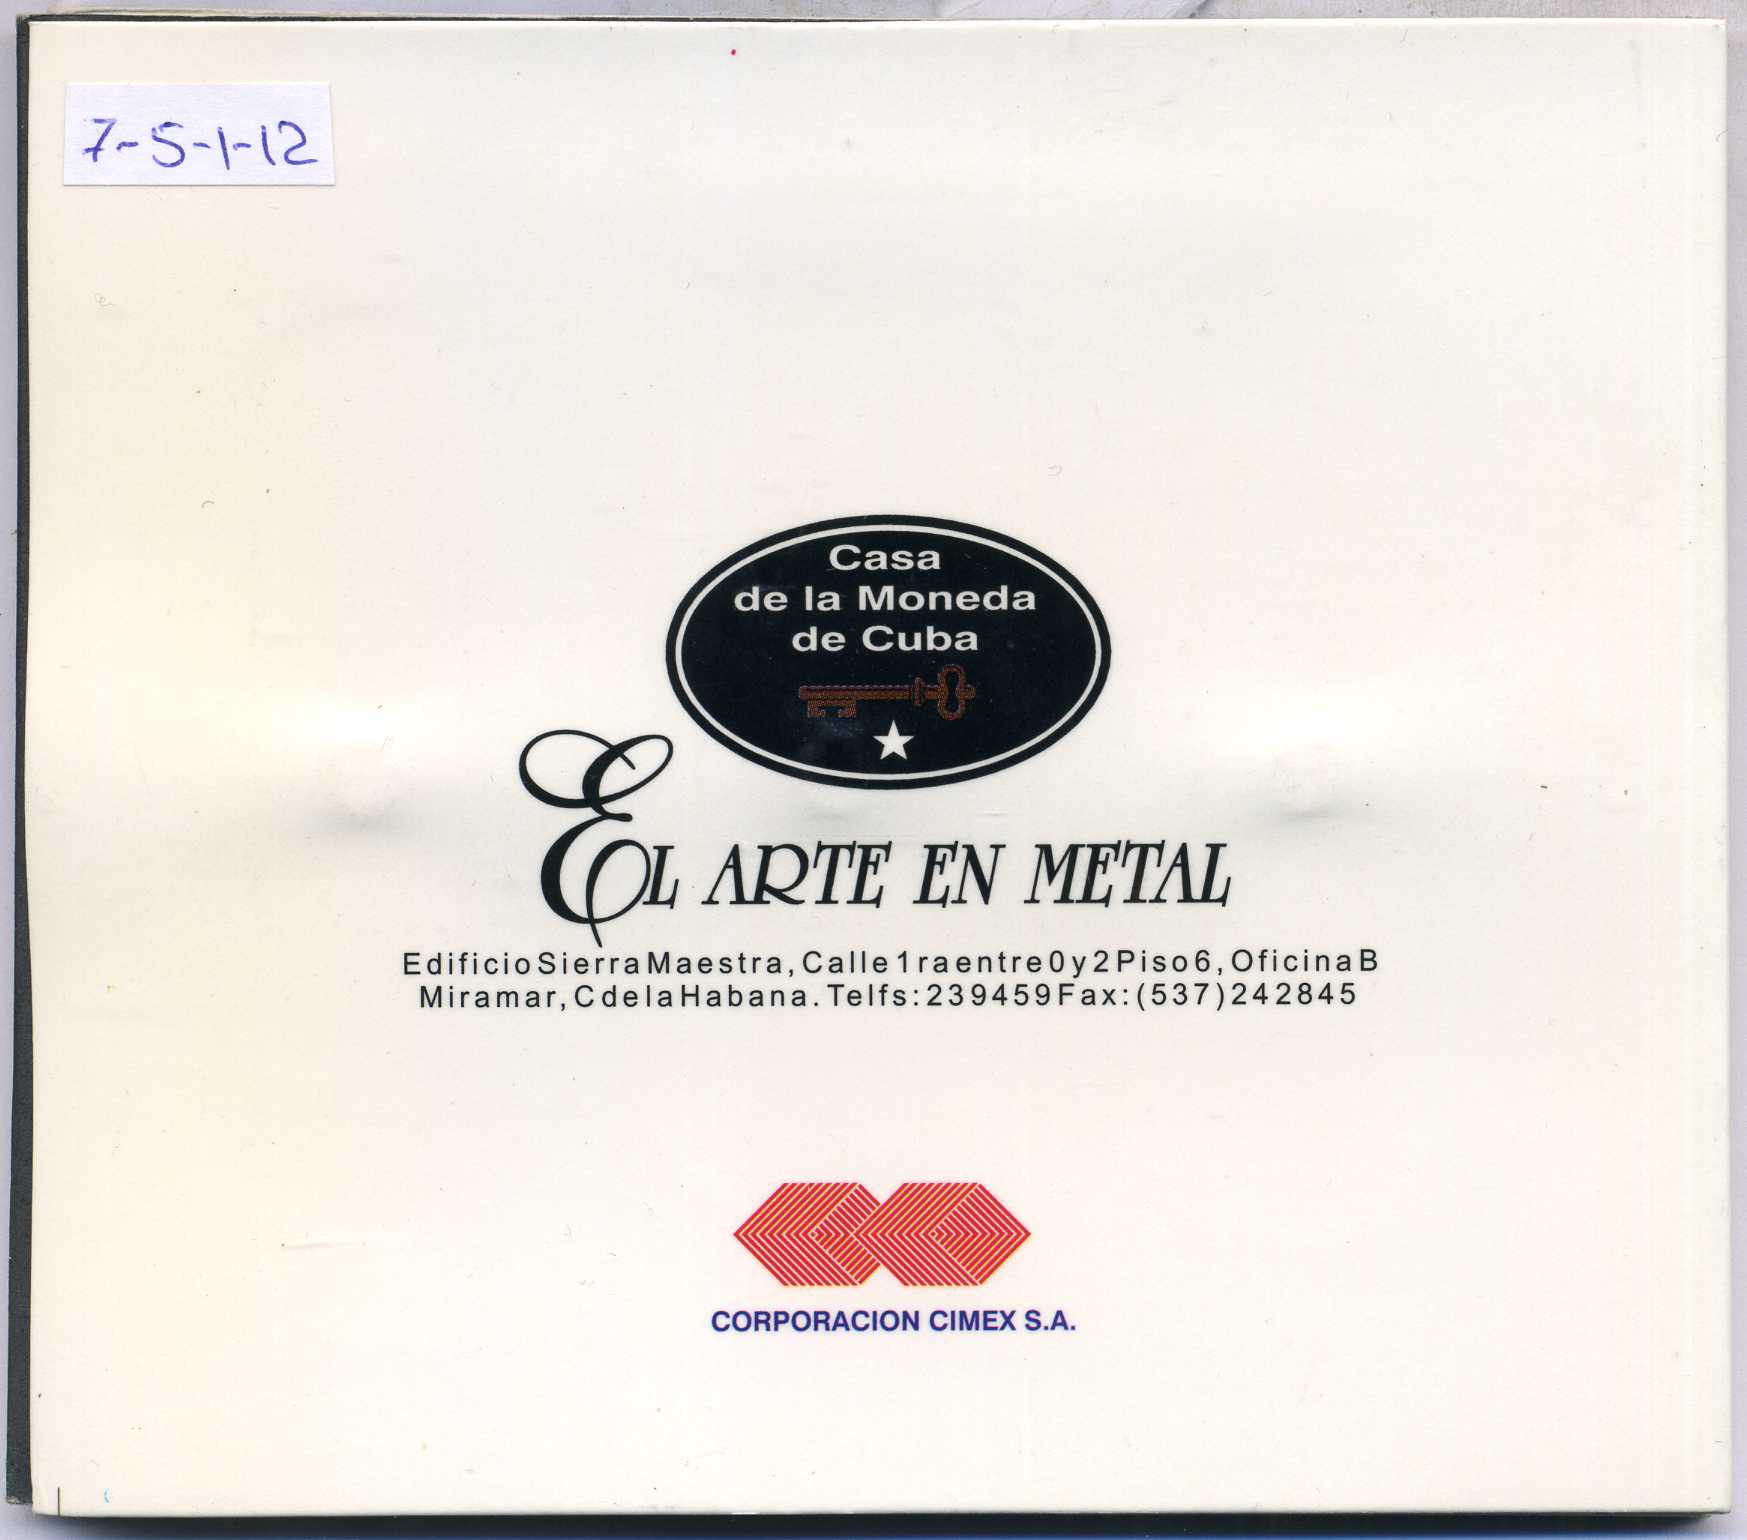 7-5-1-12
Casa
de la Moneda
de Cuba
El ARTE EN METAL
Edificio Sierra Maestra, Calle 1ra entre 0 y 2 Piso 6, Oficina B
Miramar, C de la Habana. Telfs: 239459 Fax: (537) 242845
CORPORACION CIMEX S.A.